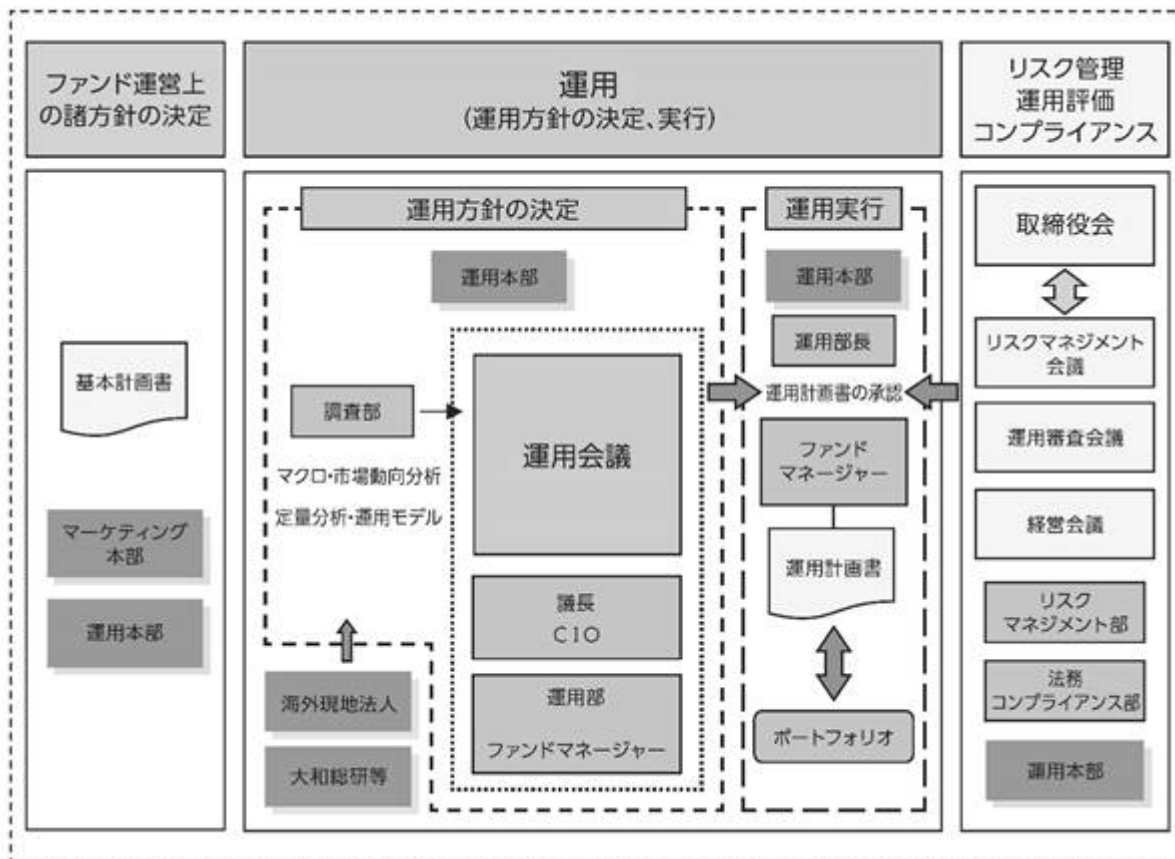 ファンド運営上
の諸方針の決定
運用
(運用方針の決定、実行)
リスク管理
運用評価
コンプライアンス
基本計画書
マーケティング
本部
運用本部
運用方針の決定
運用本部
調査部
マクロ・市場動向分析
定量分析・運用モデル
運用会議
議長
CIO
運用部
ファンドマネージャー
海外現地法人
大和総研等
運用実行
運用本部
運用部長
運用計画書の承認
ファンド
マネージャー
運用計画書
ポートフォリオ
取締役会
リスクマネジメント
会議
運用審査会議
経営会議
リスク
マネジメント部
法務
コンプライアンス部
運用本部